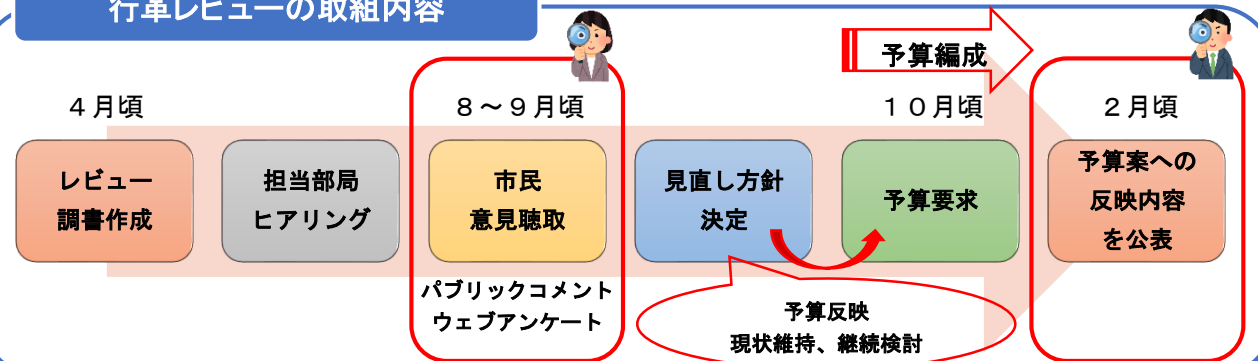 行革レビューの取組内容
予算編成
4月頃
8~9月頃
10月頃
2月頃
レビュー
調書作成
担当部局
ヒアリング
市民
意見聴取
見直し方針
決定
予算要求
予算案への
反映内容
を公表
パブリックコメント
ウェブアンケート
予算反映
現状維持、継続検討